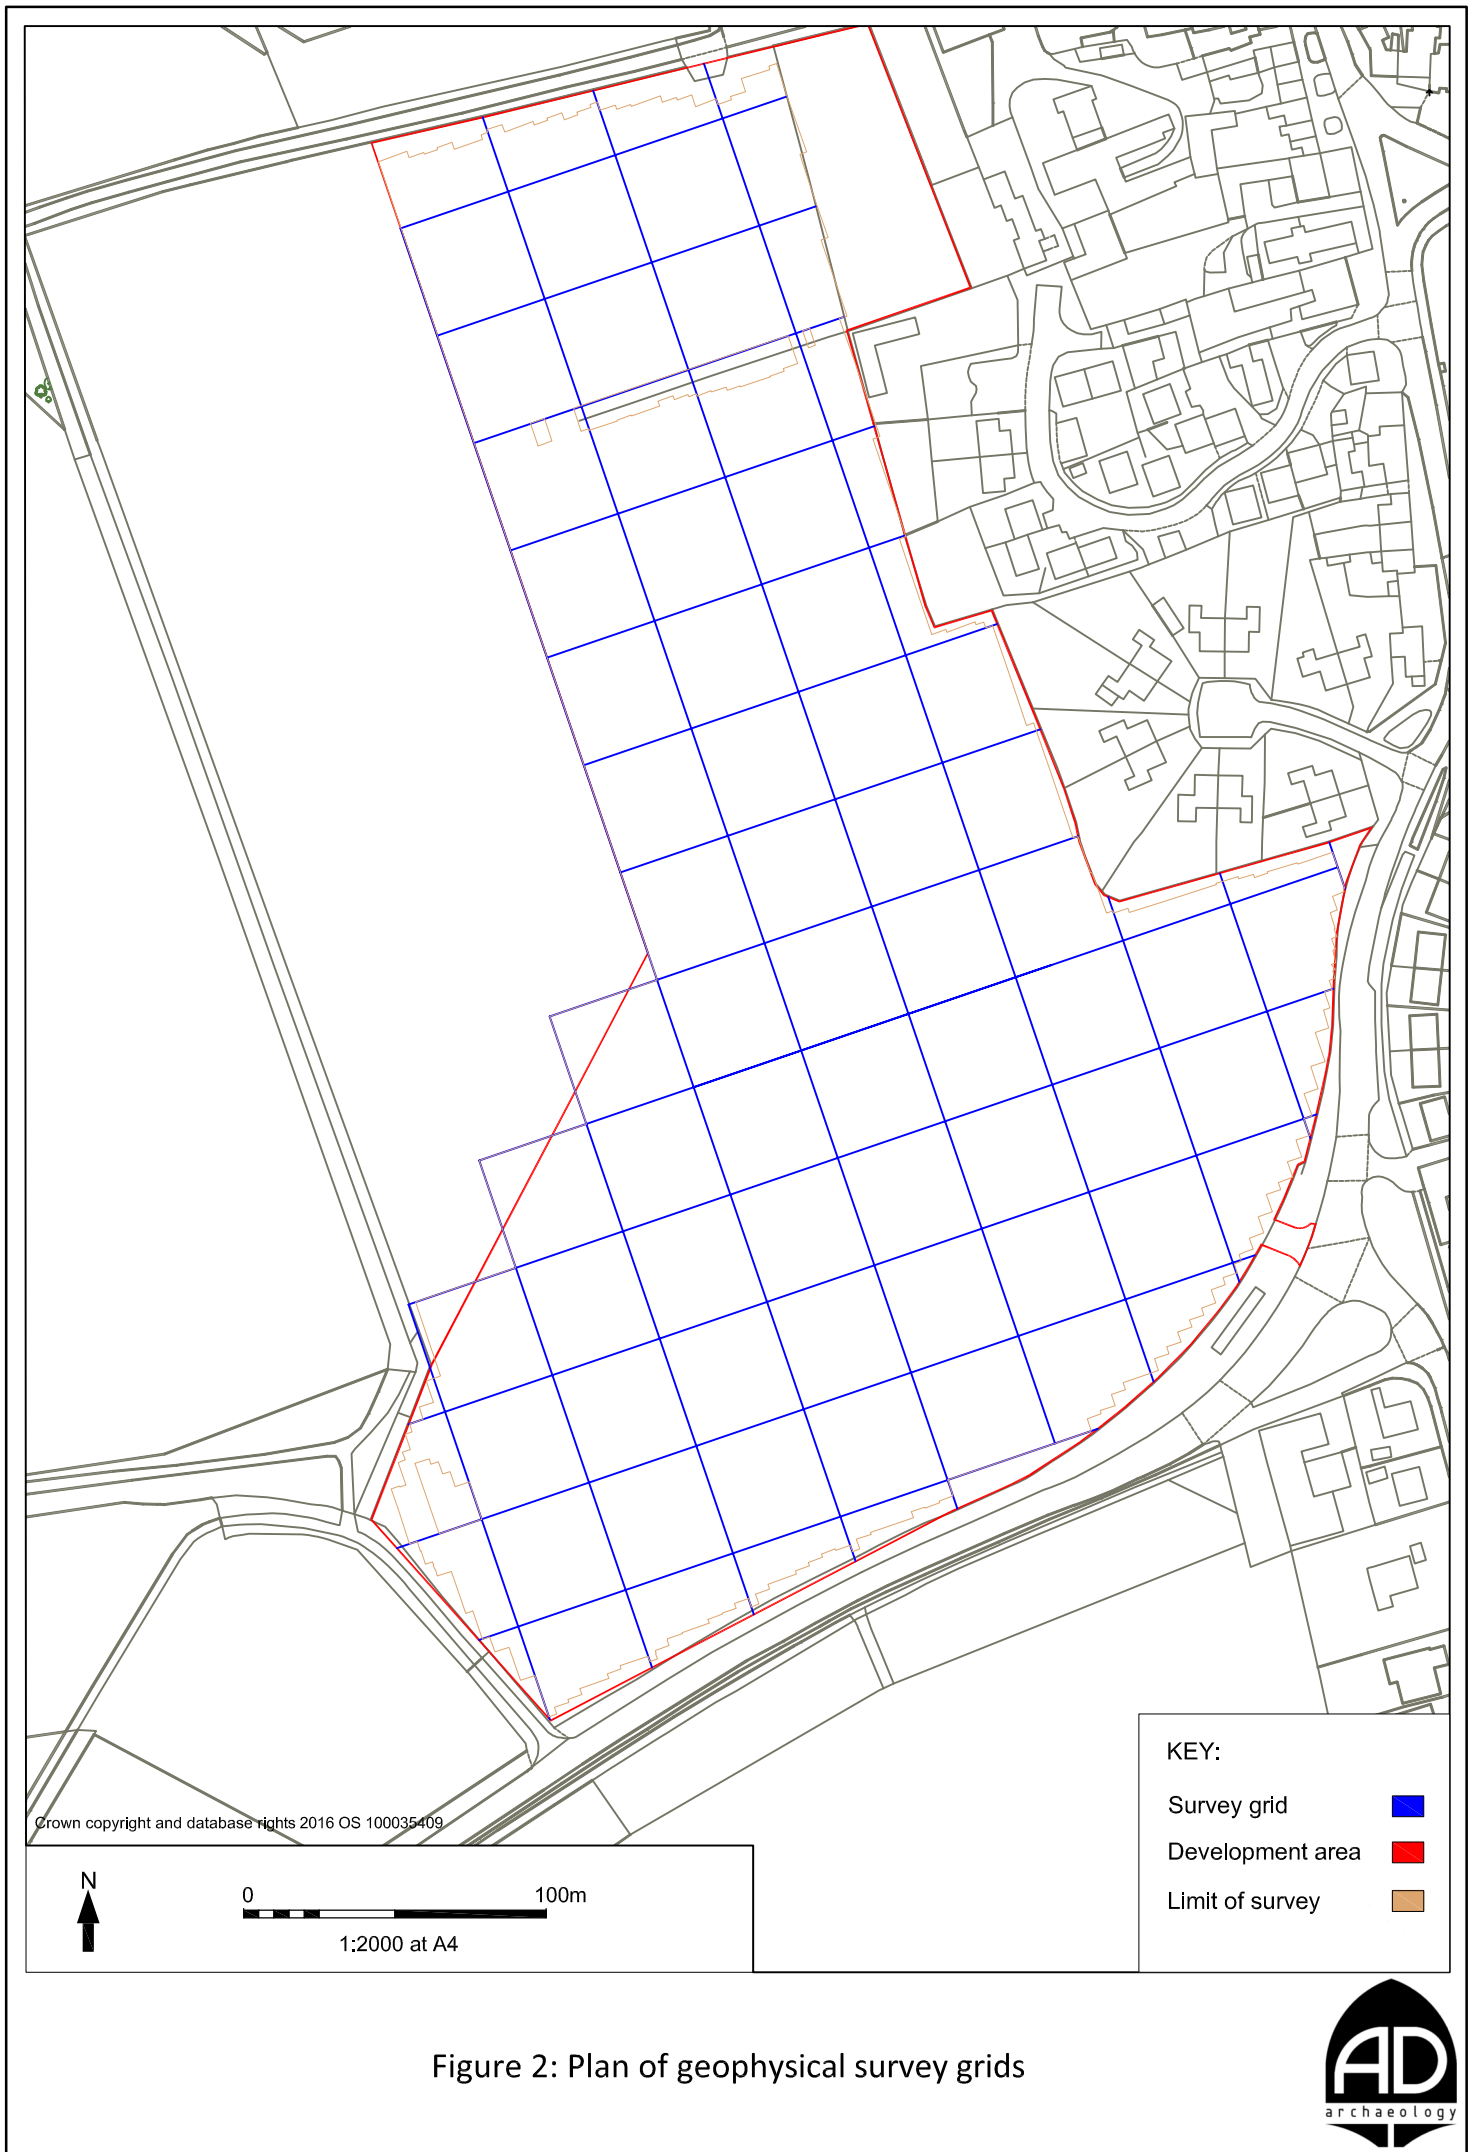 KEY:
Survey grid
Development area
Limit of survey
Crown copyright and database rights 2016 OS 100035409
N
0 100m
1:2000 at A4
Figure 2: Plan of geophysical survey grids
AD
archaeology